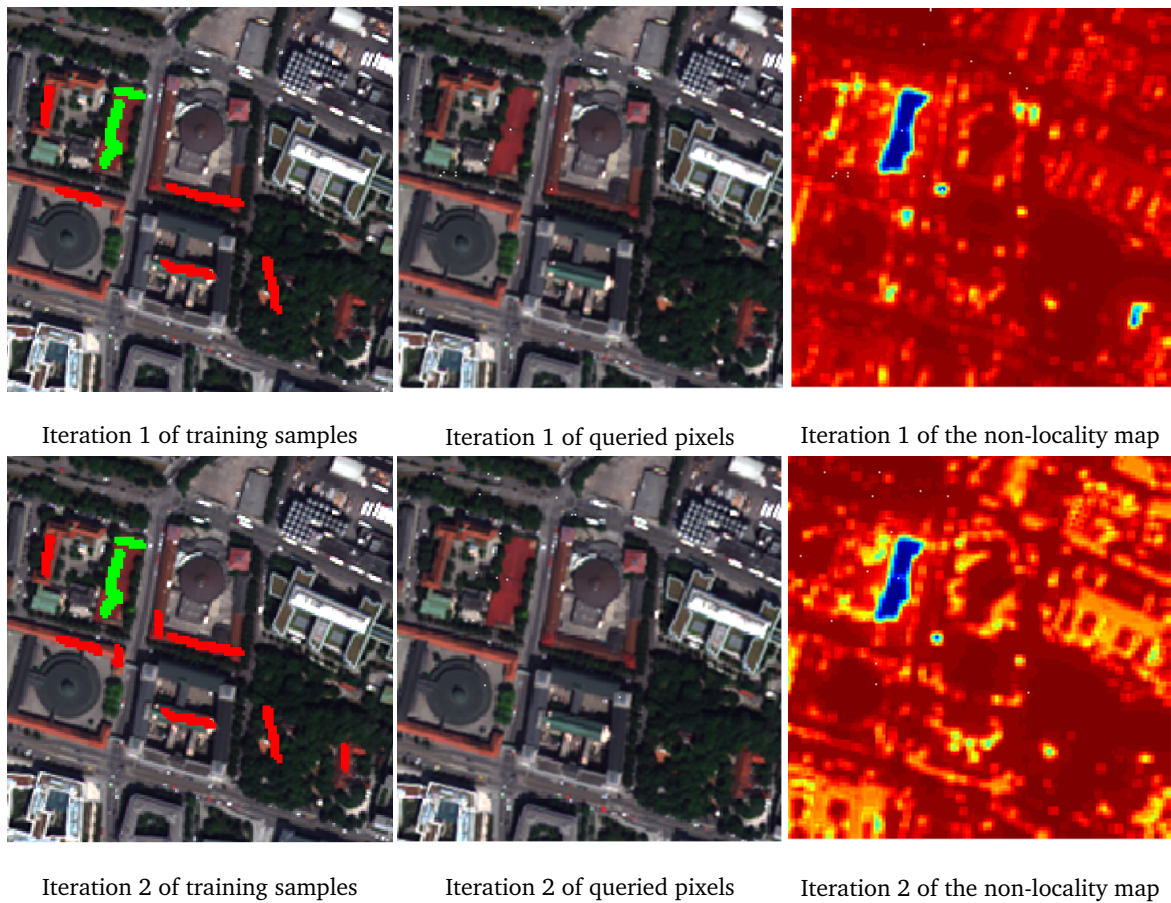 Iteration 1 of training samples
Iteration 1 of queried pixels
Iteration 1 of the non-locality map
Iteration 2 of training samples
Iteration 2 of queried pixels
Iteration 2 of the non-locality map